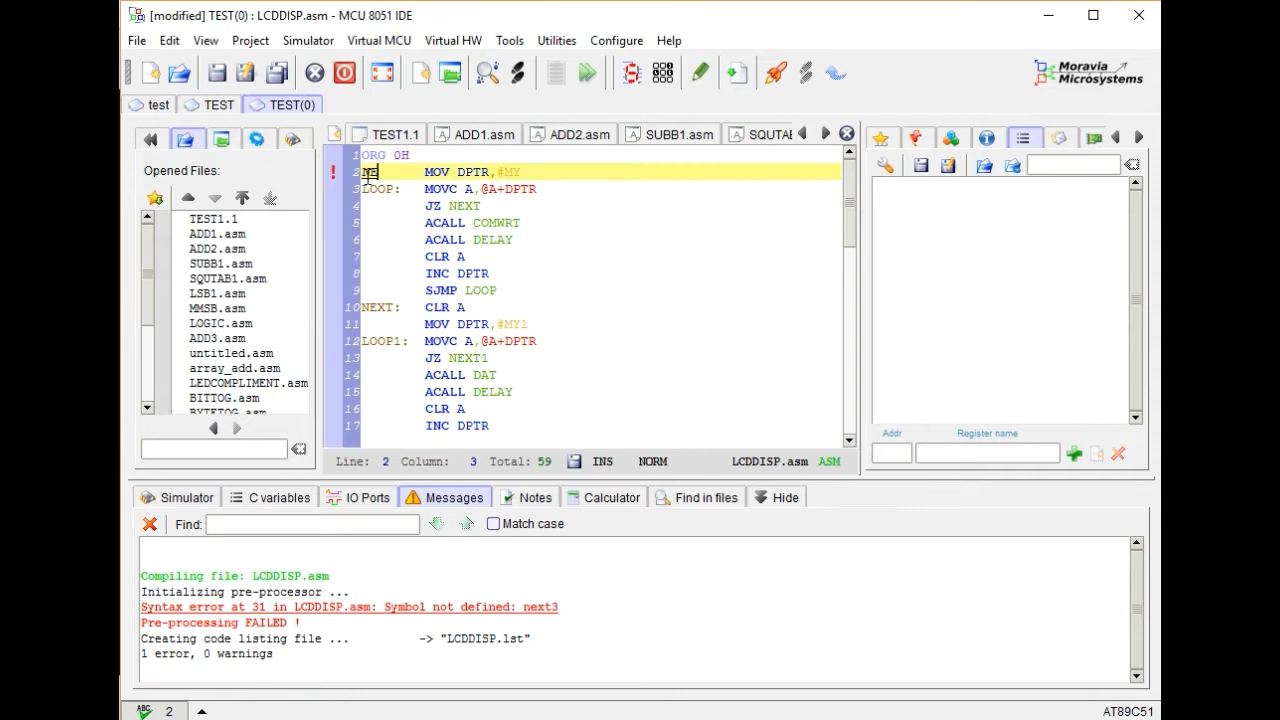 [modified] TEST(0) : LCDDISP.asm - MCU 8051 IDE
File Edit View Project Simulator Virtual MCU Virtual HW Tools Utilities Configure Help
Moravia
Microsystems
test TEST TEST(0)
TEST1.1 ADD1.asm ADD2.asm SUBB1.asm SQUTAB
Opened Files:
TEST1.1
ADD1.asm
ADD2.asm
SUBB1.asm
SQUTAB1.asm
LSB1.asm
MMSB.asm
LOGIC.asm
ADD3.asm
untitled.asm
array_add.asm
LEDCOMPLIMENT.asm
BITTOG.asm
BYTETOG.asm
1 ORG 0H
2 NE MOV DPTR,#MY
3 LOOP: MOVC A,@A+DPTR
4 JZ NEXT
5 ACALL COMWRT
6 ACALL DELAY
7 CLR A
8 INC DPTR
9 SJMP LOOP
10 NEXT: CLR A
11 MOV DPTR,#MY1
12 LOOP1: MOVC A,@A+DPTR
13 JZ NEXT1
14 ACALL DAT
15 ACALL DELAY
16 CLR A
17 INC DPTR
Line: 2 Column: 3 Total: 59 INS NORM LCDDISP.asm ASM
Addr Register name
Simulator C variables IO Ports Messages Notes Calculator Find in files Hide
Find: Match case
Compiling file: LCDDISP.asm
Initializing pre-processor ...
Syntax error at 31 in LCDDISP.asm: Symbol not defined: next3
Pre-processing FAILED !
Creating code listing file ... -> "LCDDISP.lst"
1 error, 0 warnings
ABC 2 AT89C51